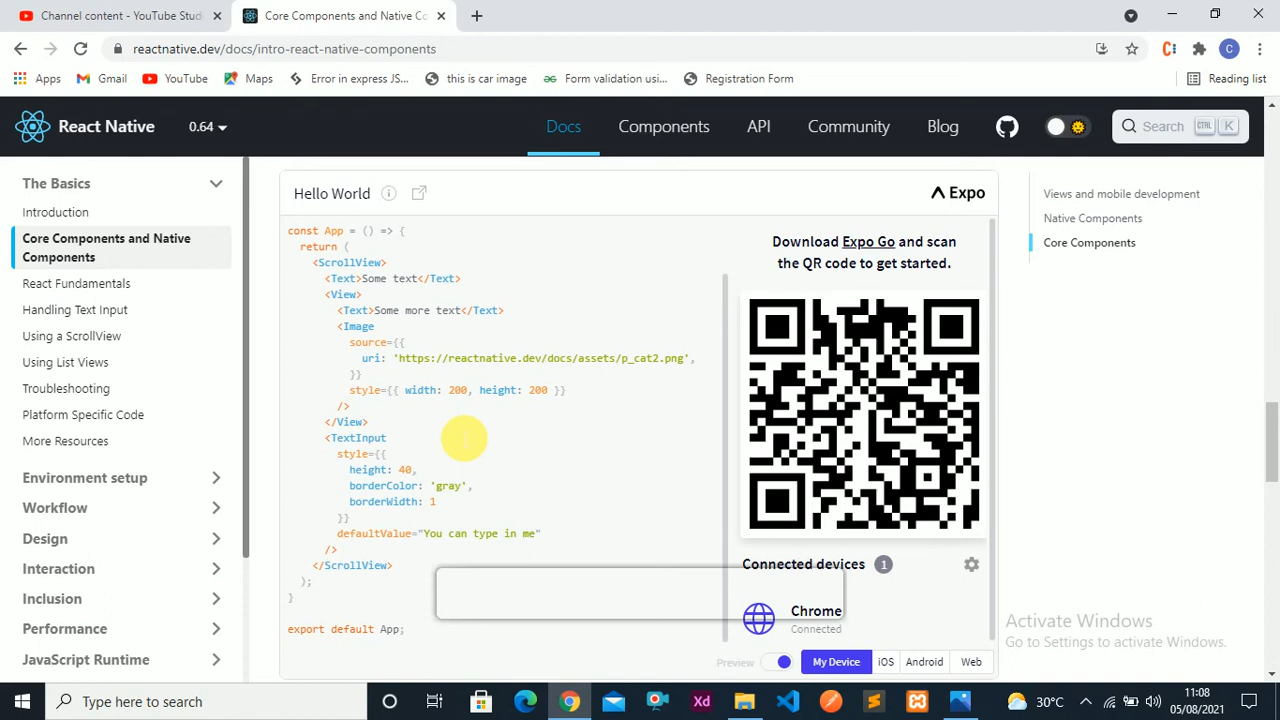 Channel content - YouTube Studi
Core Components and Native Co
reactnative.dev/docs/intro-react-native-components
C
Apps
Gmail
YouTube
Maps
Error in express JS...
this is car image
Form validation usi...
Registration Form
Reading list
React Native
0.64
Docs
Components
API
Community
Blog
Search
CTRL
K
The Basics
Introduction
Core Components and Native
Components
React Fundamentals
Handling Text Input
Using a ScrollView
Using List Views
Troubleshooting
Platform Specific Code
More Resources
Environment setup
Workflow
Design
Interaction
Inclusion
Performance
JavaScript Runtime
Hello World
Expo
const App = () => {
return (
<ScrollView>
<Text>Some text</Text>
<View>
<Text>Some more text</Text>
<Image
source={{
uri: 'https://reactnative.dev/docs/assets/p_cat2.png',
}}
style={{ width: 200, height: 200 }}
/>
</View>
<TextInput
style={{
height: 40,
borderColor: 'gray',
borderWidth: 1
}}
defaultValue="You can type in me"
/>
</ScrollView>
);
}
export default App;
Download Expo Go and scan
the QR code to get started.
Connected devices 1
Chrome
Connected
Preview
My Device
iOS
Android
Web
Views and mobile development
Native Components
Core Components
Activate Windows
Go to Settings to activate Windows.
Type here to search
Xd
30°C
11:08
05/08/2021